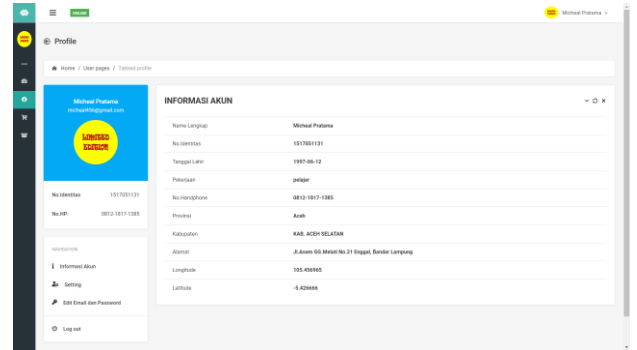 ONLINE
Micheal Pratama
Profile
Home / User pages / Tabbed profile
Micheal Pratama
LIMITED
EDITION
No.Identitas 1517051131
No.HP: 0812-1817-1385
NAVIGATION
Informasi Akun
Setting
Edit Email dan Password
Log out
INFORMASI AKUN
Nama Lengkap Micheal Pratama
No.Identitas 1517051131
Tanggal Lahir 1997-06-12
Pekerjaan pelajar
No.Handphone 0812-1817-1385
Provinsi Aceh
Kabupaten KAB. ACEH SELATAN
Alamat Jl.Asem GG.Melati No.21 Enggal, Bandar Lampung
Longitude 105.456965
Latitude -5.426666